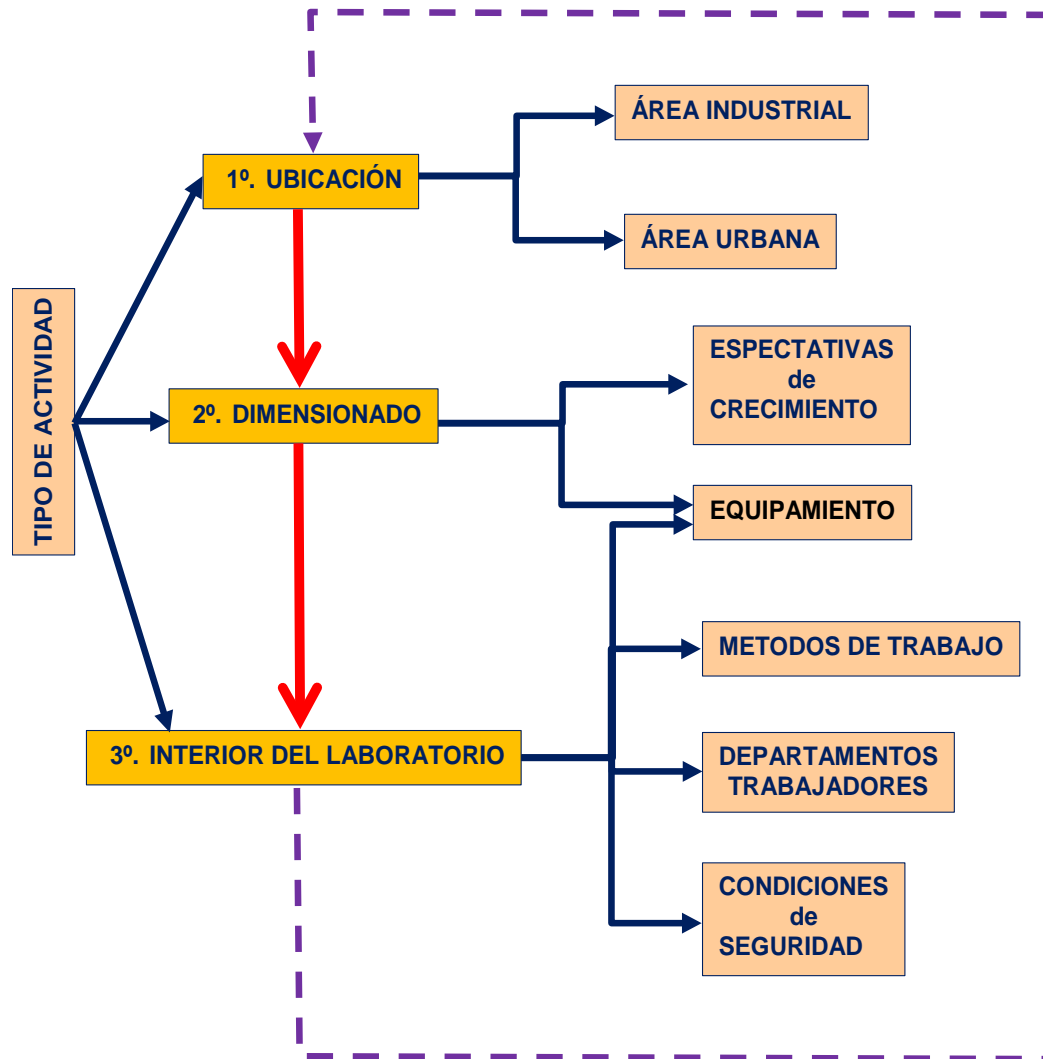 TIPO DE ACTIVIDAD
1º. UBICACIÓN
ÁREA INDUSTRIAL
ÁREA URBANA
2º. DIMENSIONADO
ESPECTATIVAS
de
CRECIMIENTO
EQUIPAMIENTO
3º. INTERIOR DEL LABORATORIO
METODOS DE TRABAJO
DEPARTAMENTOS
TRABAJADORES
CONDICIONES
de
SEGURIDAD